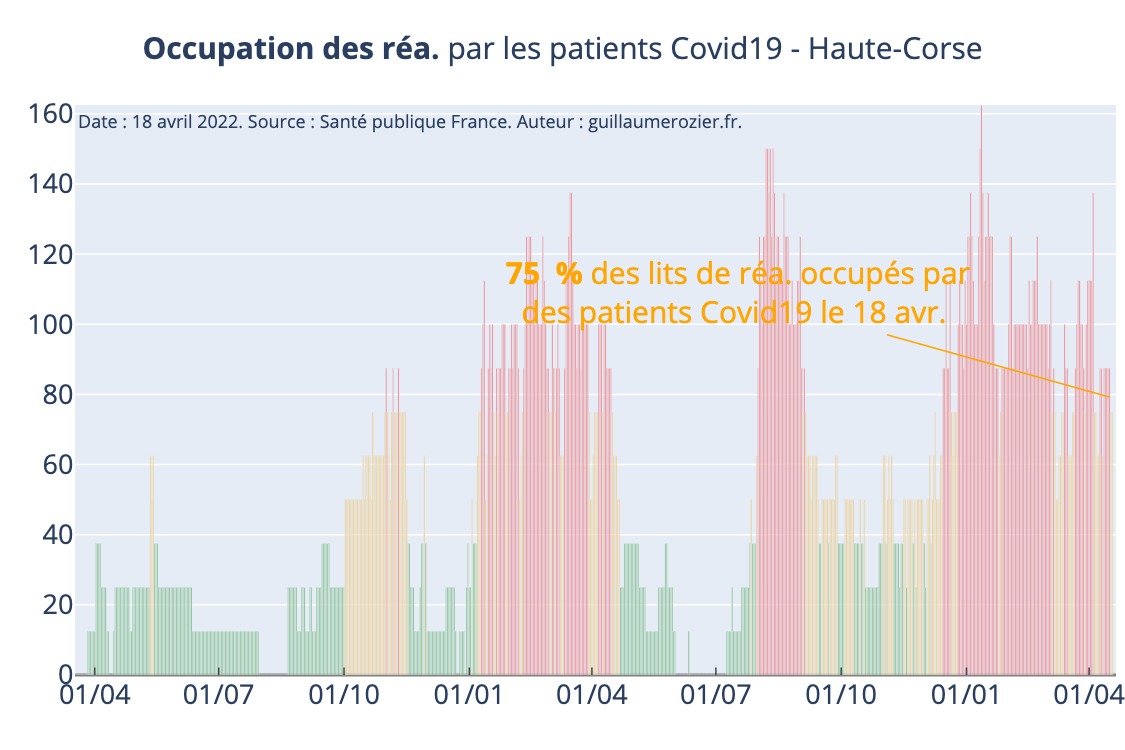 Occupation des réa. par les patients Covid19 - Haute-Corse
160
Date : 18 avril 2022. Source : Santé publique France. Auteur : guillaumerozier.fr.
140
120
75 % des lits de réa. occupés par
des patients Covid19 le 18 avr.
100
80
60
40
20
0
01/04 01/07 01/10 01/01 01/04 01/07 01/10 01/01 01/04